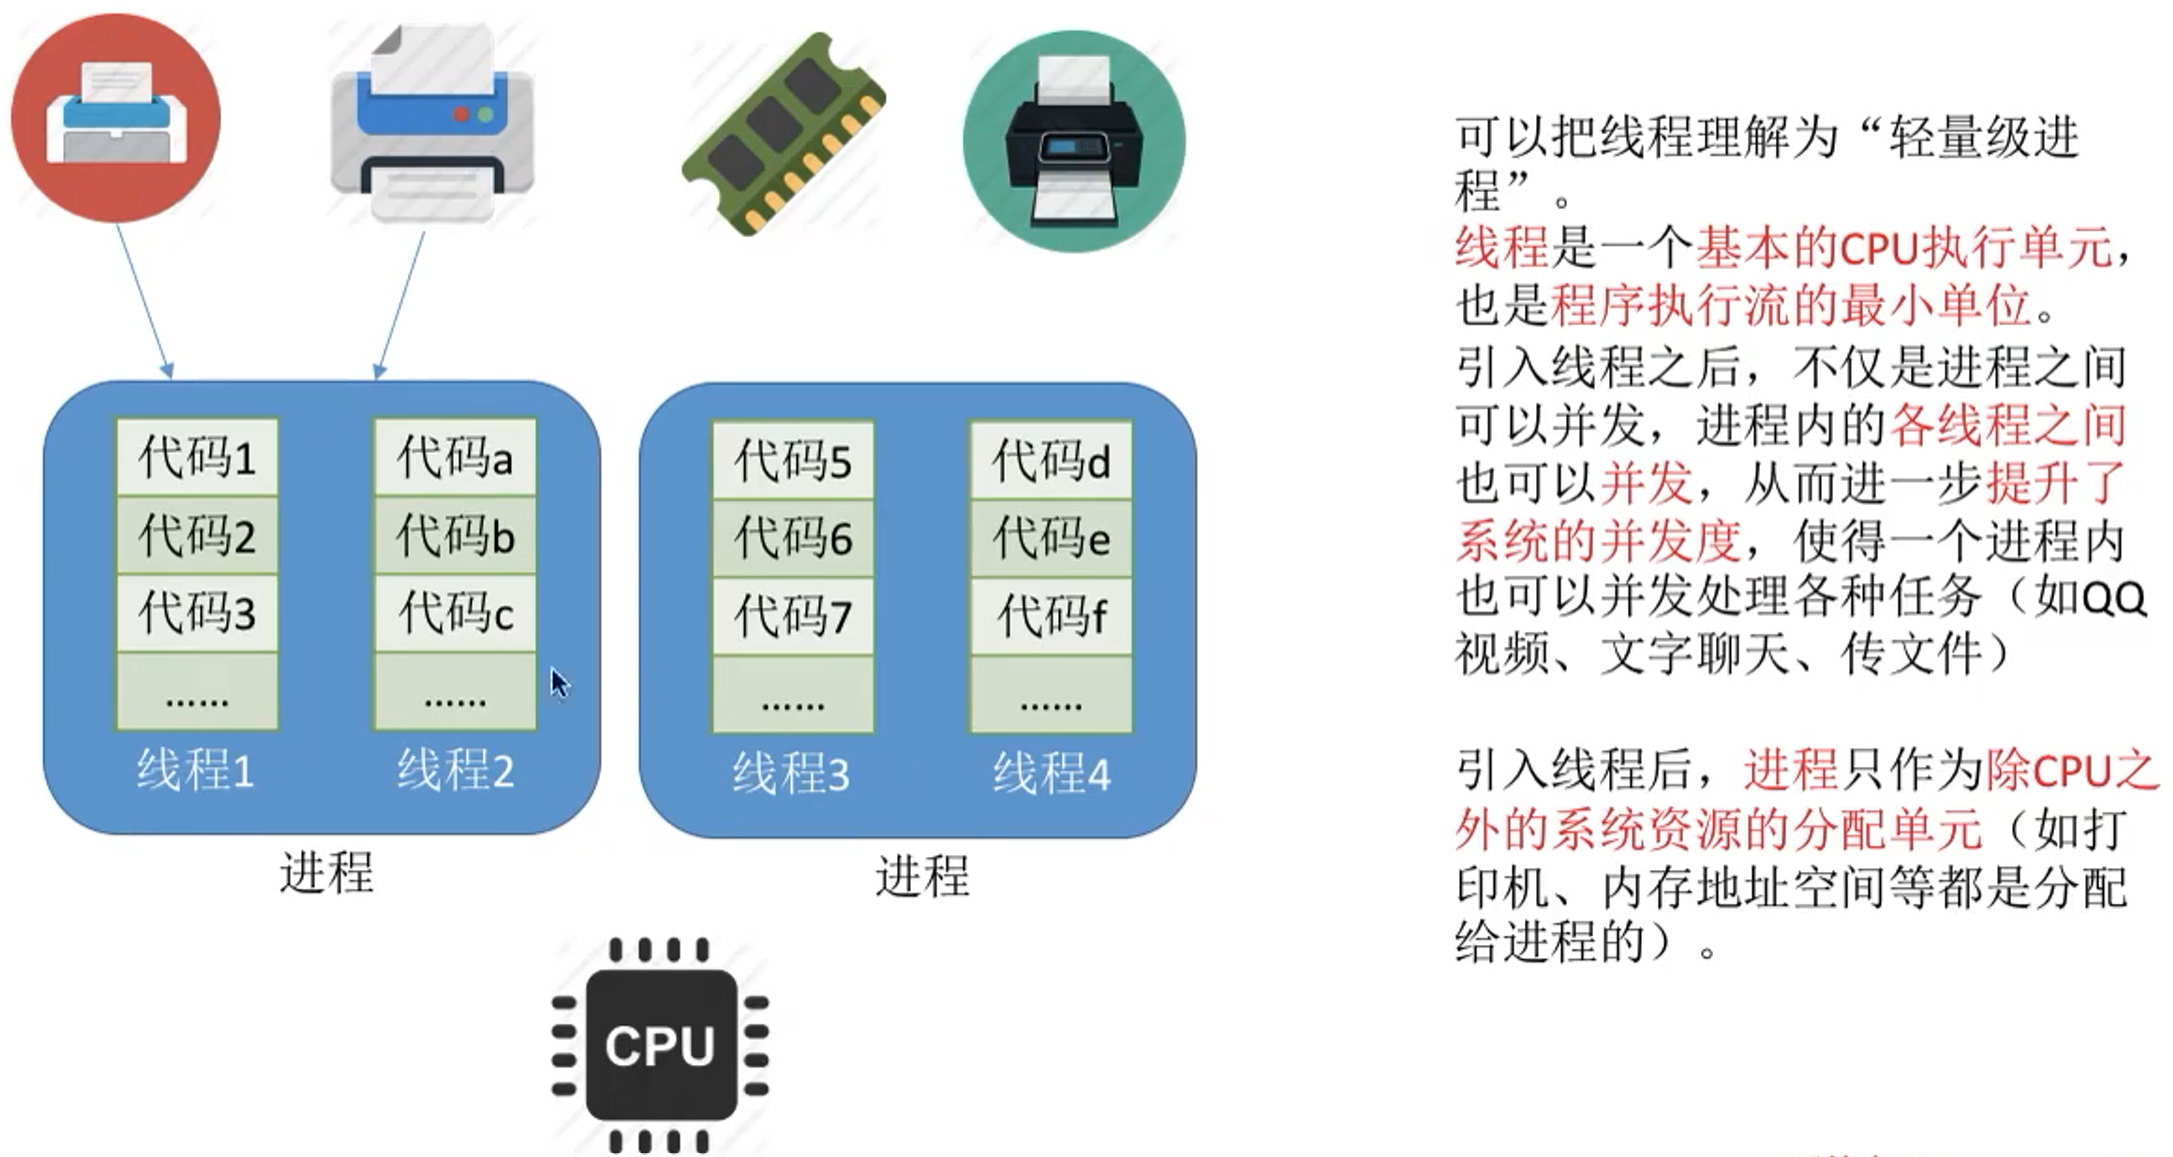 可以把线程理解为“轻量级进
程”。
线程是一个基本的CPU执行单元，
也是程序执行流的最小单位。
引入线程之后，不仅是进程之间
可以并发，进程内的各线程之间
也可以并发，从而进一步提升了
系统的并发度，使得一个进程内
也可以并发处理各种任务（如QQ
视频、文字聊天、传文件）
引入线程后，进程只作为除CPU之
外的系统资源的分配单元（如打
印机、内存地址空间等都是分配
给进程的）。
代码1
代码2
代码3
……
线程1
代码a
代码b
代码c
……
线程2
进程
代码5
代码6
代码7
……
线程3
代码d
代码e
代码f
……
线程4
进程
CPU